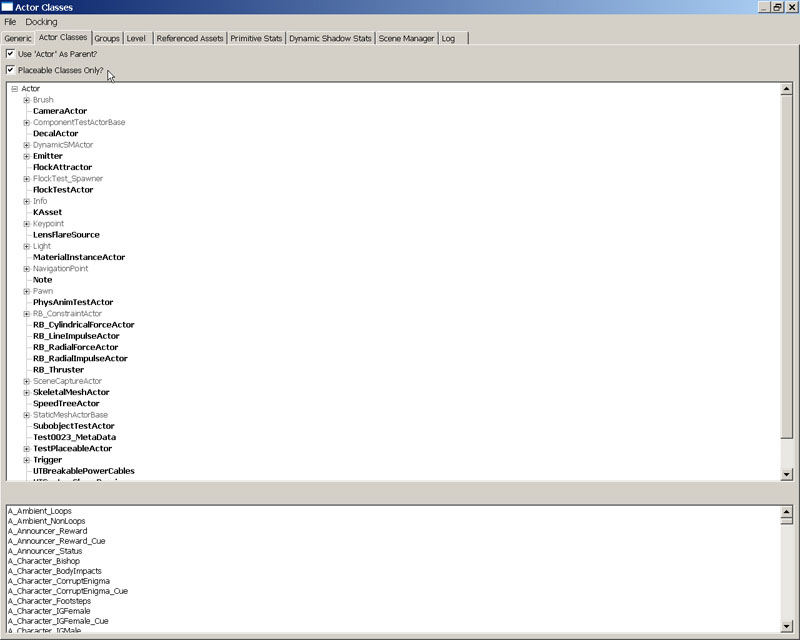 Actor Classes
File Docking
Generic Actor Classes Groups Level Referenced Assets Primitive Stats Dynamic Shadow Stats Scene Manager Log
Use 'Actor' As Parent?
Placeable Classes Only?
Actor
Brush
CameraActor
ComponentTestActorBase
DecalActor
DynamicSMActor
Emitter
FlockAttractor
FlockTest_Spawner
FlockTestActor
Info
KAsset
Keypoint
LensFlareSource
Light
MaterialInstanceActor
NavigationPoint
Note
Pawn
PhysAnimTestActor
RB_ConstraintActor
RB_CylindricalForceActor
RB_LineImpulseActor
RB_RadialForceActor
RB_RadialImpulseActor
RB_Thruster
SceneCaptureActor
SkeletalMeshActor
SpeedTreeActor
StaticMeshActorBase
SubobjectTestActor
Test0023_MetaData
TestPlaceableActor
Trigger
UTBreakablePowerCables
A_Ambient_Loops
A_Ambient_NonLoops
A_Announcer_Reward
A_Announcer_Reward_Cue
A_Announcer_Status
A_Character_Bishop
A_Character_BodyImpacts
A_Character_CorruptEnigma
A_Character_CorruptEnigma_Cue
A_Character_Footsteps
A_Character_IGFemale
A_Character_IGFemale_Cue
A_Character_IGMale